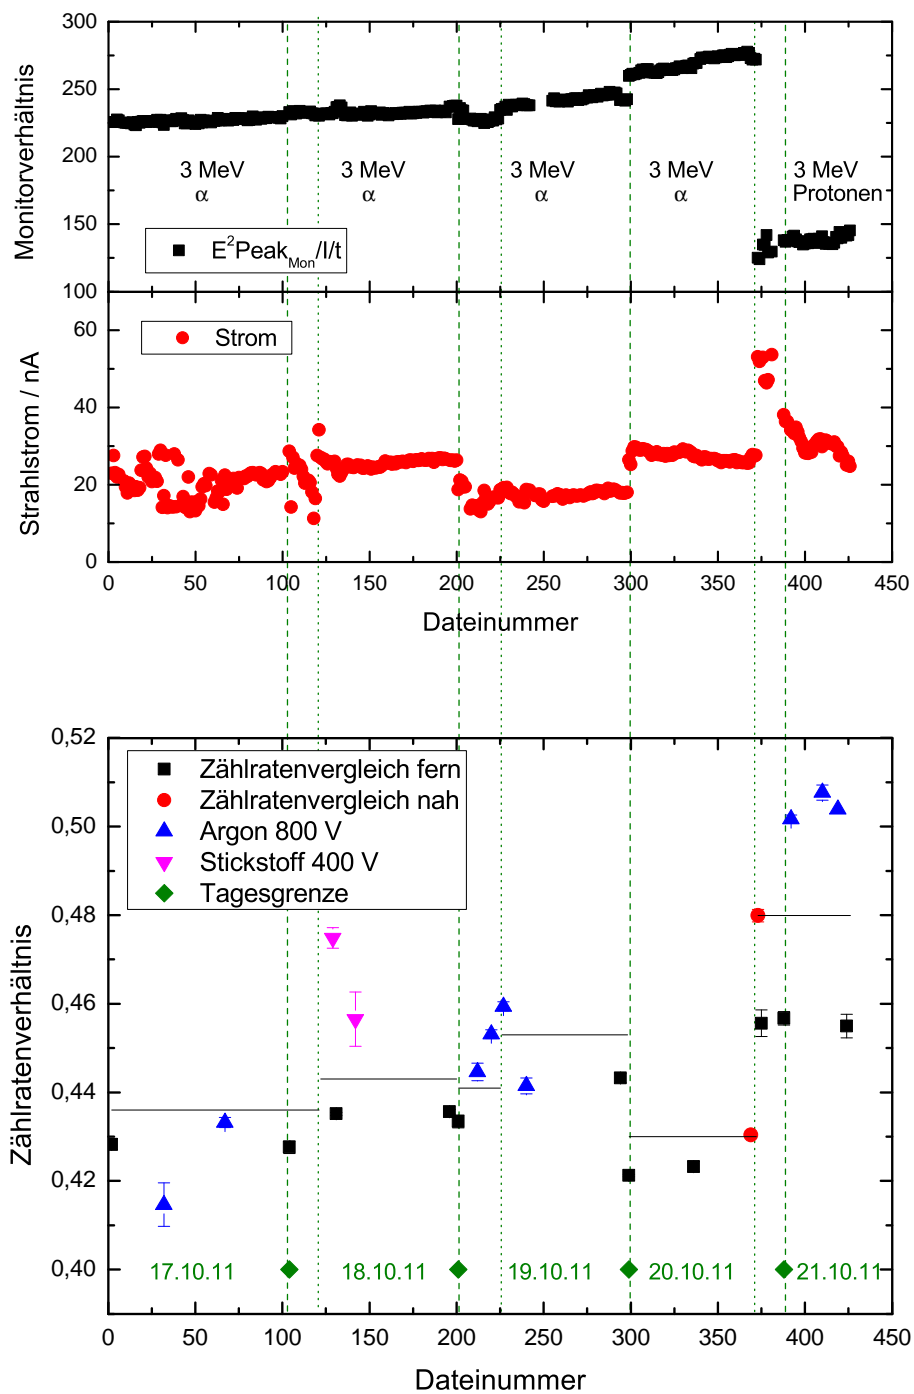 300
250
200
150
100
Monitorverhältnis
3 MeV
α
3 MeV
α
3 MeV
α
3 MeV
α
3 MeV
Protonen
E²Peak_Mon/I/t
60
40
20
0
Strahlstrom / nA
Strom
0 50 100 150 200 250 300 350 400 450
Dateinummer
0,52
0,50
0,48
0,46
0,44
0,42
0,40
Zählratenverhältnis
Zählratenvergleich fern
Zählratenvergleich nah
Argon 800 V
Stickstoff 400 V
Tagesgrenze
17.10.11 18.10.11 19.10.11 20.10.11 21.10.11
0 50 100 150 200 250 300 350 400 450
Dateinummer